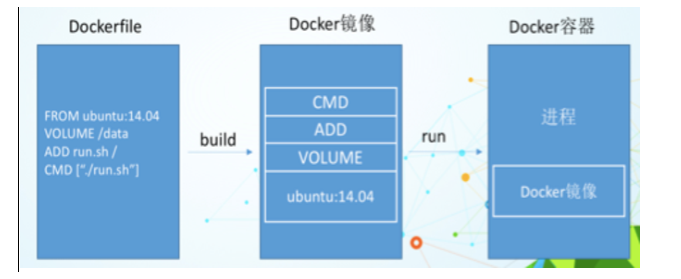 Dockerfile
Docker镜像
Docker容器
FROM ubuntu:14.04
VOLUME /data
ADD run.sh /
CMD ["./run.sh"]
build
CMD
ADD
VOLUME
ubuntu:14.04
run
进程
Docker镜像